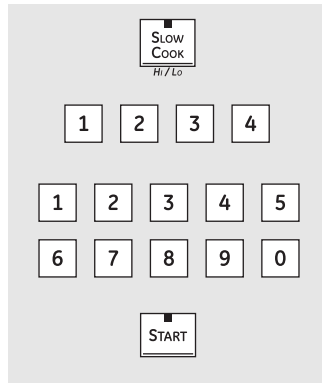 SLOW
COOK
HI / LO
1 2 3 4
1 2 3 4 5
6 7 8 9 0
START